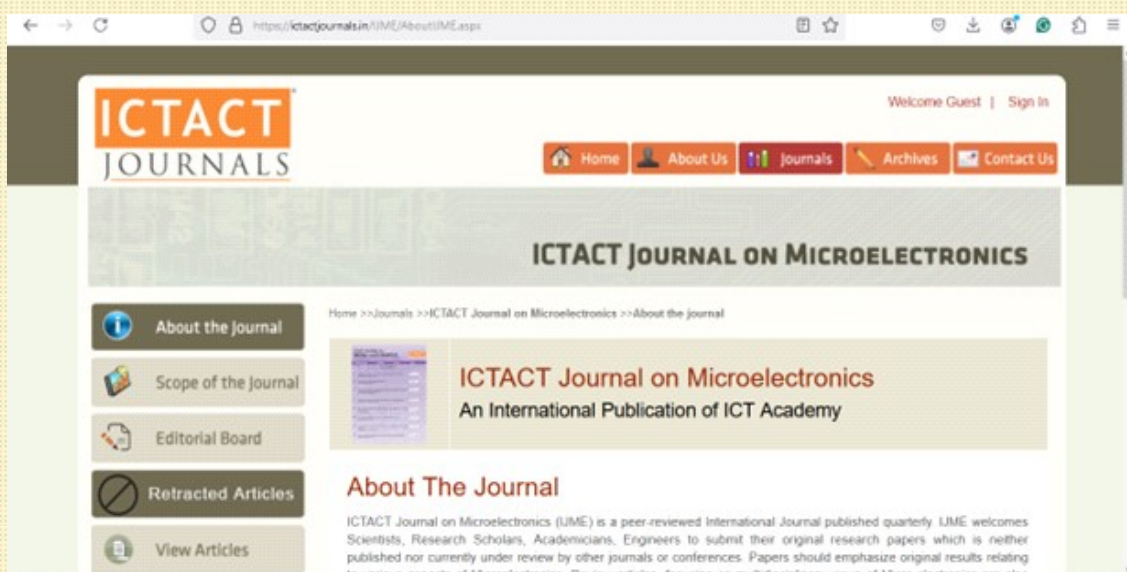 https://ictactjournals.in/IJME/AboutIJME.aspx
Welcome Guest | Sign In
ICTACT
JOURNALS
Home About Us Journals Archives Contact Us
ICTACT JOURNAL ON MICROELECTRONICS
About the Journal
Scope of the Journal
Editorial Board
Retracted Articles
View Articles
Home >>Journals >>ICTACT Journal on Microelectronics >>About the journal
ICTACT Journal on Microelectronics
An International Publication of ICT Academy
About The Journal
ICTACT Journal on Microelectronics (IJME) is a peer-reviewed International Journal published quarterly. IJME welcomes
Scientists, Research Scholars, Academicians, Engineers to submit their original research papers which is neither
published nor currently under review by other journals or conferences. Papers should emphasize original results relating